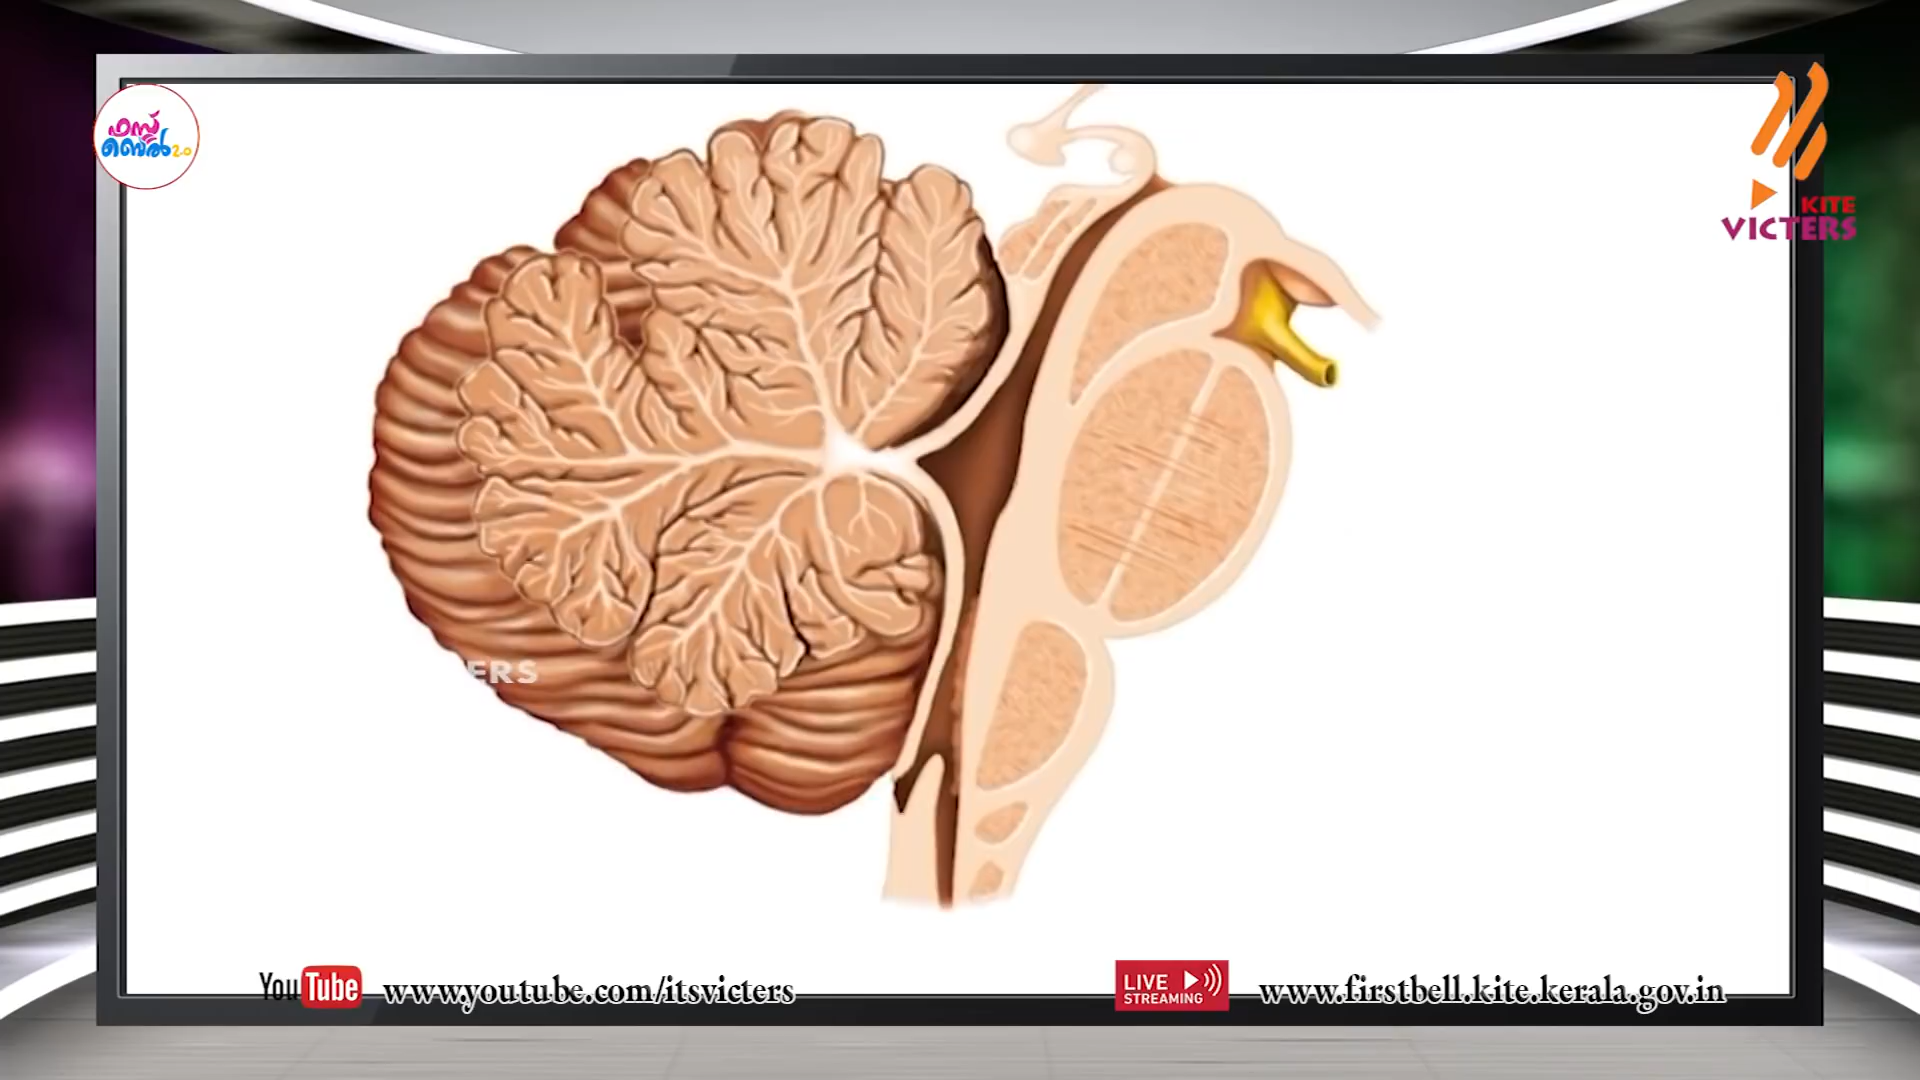 ഫസ്റ്റ്
ബെൽ 2.0
KITE
VICTERS
ERS
YouTube www.youtube.com/itsvicters
LIVE
STREAMING
www.firstbell.kite.kerala.gov.in